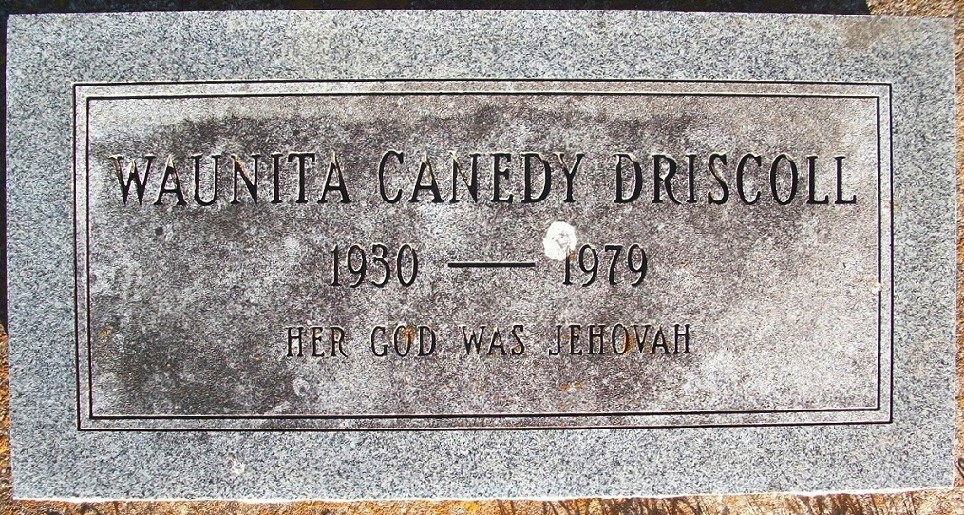 WAUNITA CANEDY DRISCOLL
1930 — 1979
HER GOD WAS JEHOVAH